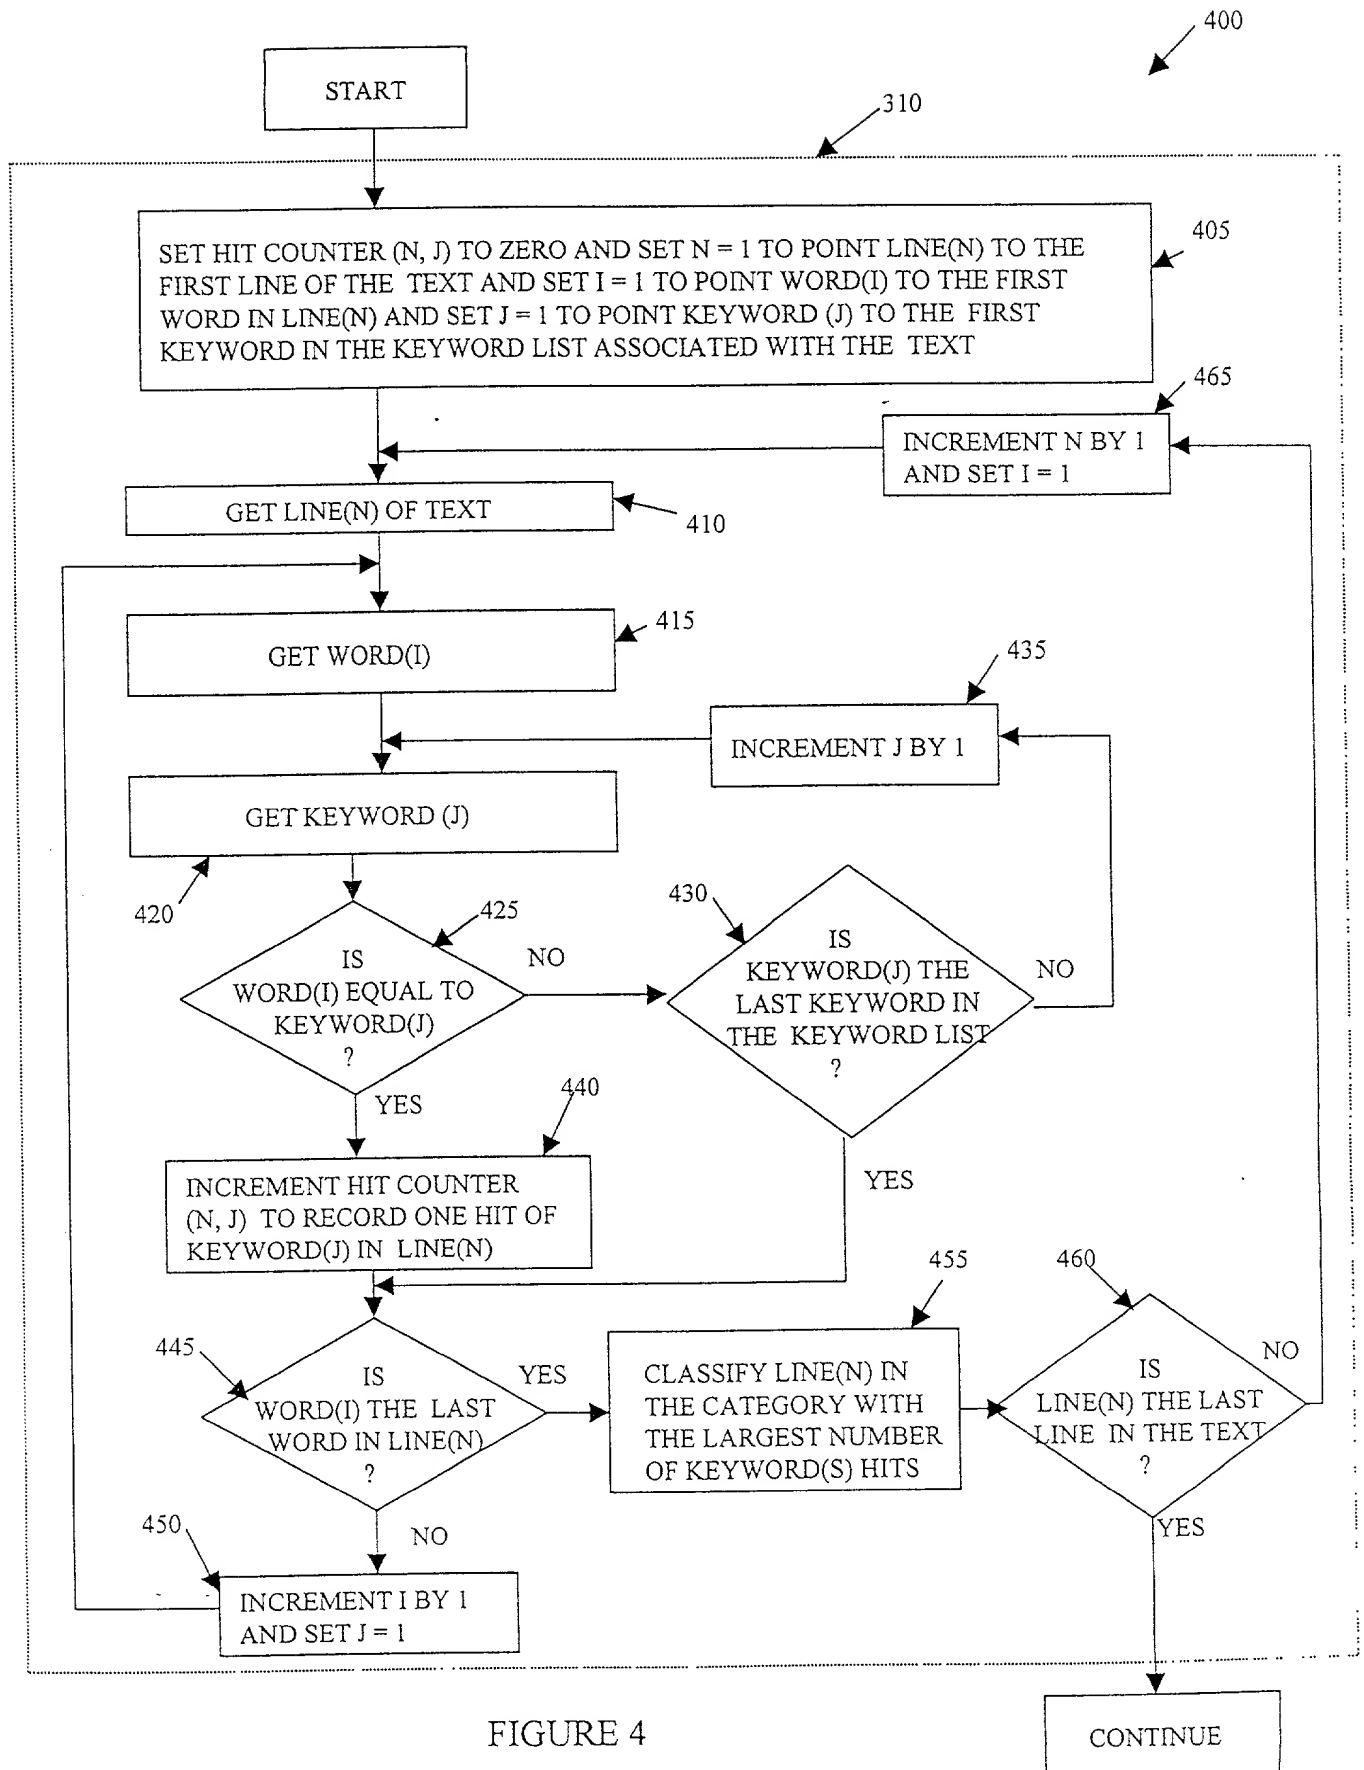 400
START
310
SET HIT COUNTER (N, J) TO ZERO AND SET N = 1 TO POINT LINE(N) TO THE
FIRST LINE OF THE TEXT AND SET I = 1 TO POINT WORD(I) TO THE FIRST
WORD IN LINE(N) AND SET J = 1 TO POINT KEYWORD (J) TO THE FIRST
KEYWORD IN THE KEYWORD LIST ASSOCIATED WITH THE TEXT
405
465
INCREMENT N BY 1
AND SET I = 1
GET LINE(N) OF TEXT
410
GET WORD(I)
415
435
INCREMENT J BY 1
GET KEYWORD (J)
420
425
IS
WORD(I) EQUAL TO
KEYWORD(J)
?
NO
430
IS
KEYWORD(J) THE
LAST KEYWORD IN
THE KEYWORD LIST
?
NO
YES
440
INCREMENT HIT COUNTER
(N, J) TO RECORD ONE HIT OF
KEYWORD(J) IN LINE(N)
YES
445
IS
WORD(I) THE LAST
WORD IN LINE(N)
?
YES
455
CLASSIFY LINE(N) IN
THE CATEGORY WITH
THE LARGEST NUMBER
OF KEYWORD(S) HITS
460
IS
LINE(N) THE LAST
LINE IN THE TEXT
?
NO
YES
NO
450
INCREMENT I BY 1
AND SET J = 1
CONTINUE
FIGURE 4